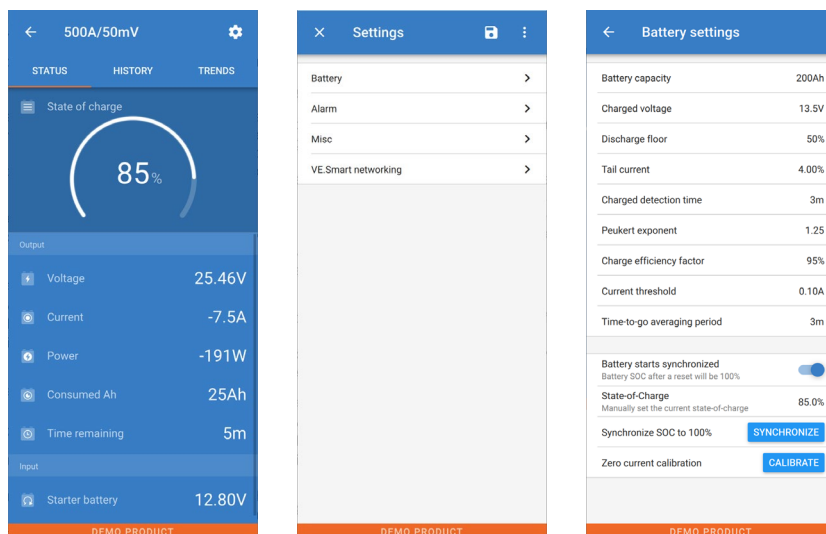 500A/50mV
STATUS HISTORY TRENDS
State of charge
85%
Output
Voltage 25.46V
Current -7.5A
Power -191W
Consumed Ah 25Ah
Time remaining 5m
Input
Starter battery 12.80V
DEMO PRODUCT
Settings
Battery
Alarm
Misc
VE.Smart networking
DEMO PRODUCT
Battery settings
Battery capacity 200Ah
Charged voltage 13.5V
Discharge floor 50%
Tail current 4.00%
Charged detection time 3m
Peukert exponent 1.25
Charge efficiency factor 95%
Current threshold 0.10A
Time-to-go averaging period 3m
Battery starts synchronized
Battery SOC after a reset will be 100%
State-of-Charge 85.0%
Manually set the current state-of-charge
Synchronize SOC to 100% SYNCHRONIZE
Zero current calibration CALIBRATE
DEMO PRODUCT